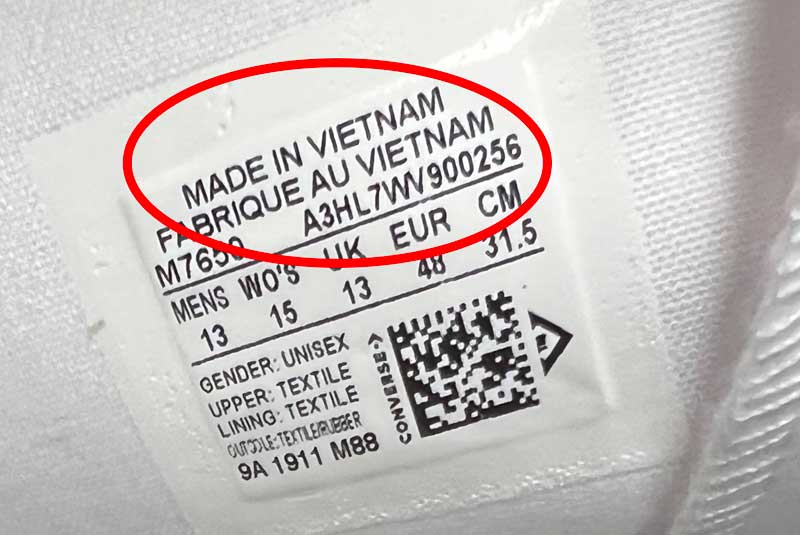 MADE IN VIETNAM
FABRIQUE AU VIETNAM
M7650 A3HL7WV900256
MENS WO'S UK EUR CM
13 15 13 48 31.5
GENDER: UNISEX
UPPER: TEXTILE
LINING: TEXTILE
OUTSOLE: TEXTILE/RUBBER
9A 1911 M88
CONVERSE